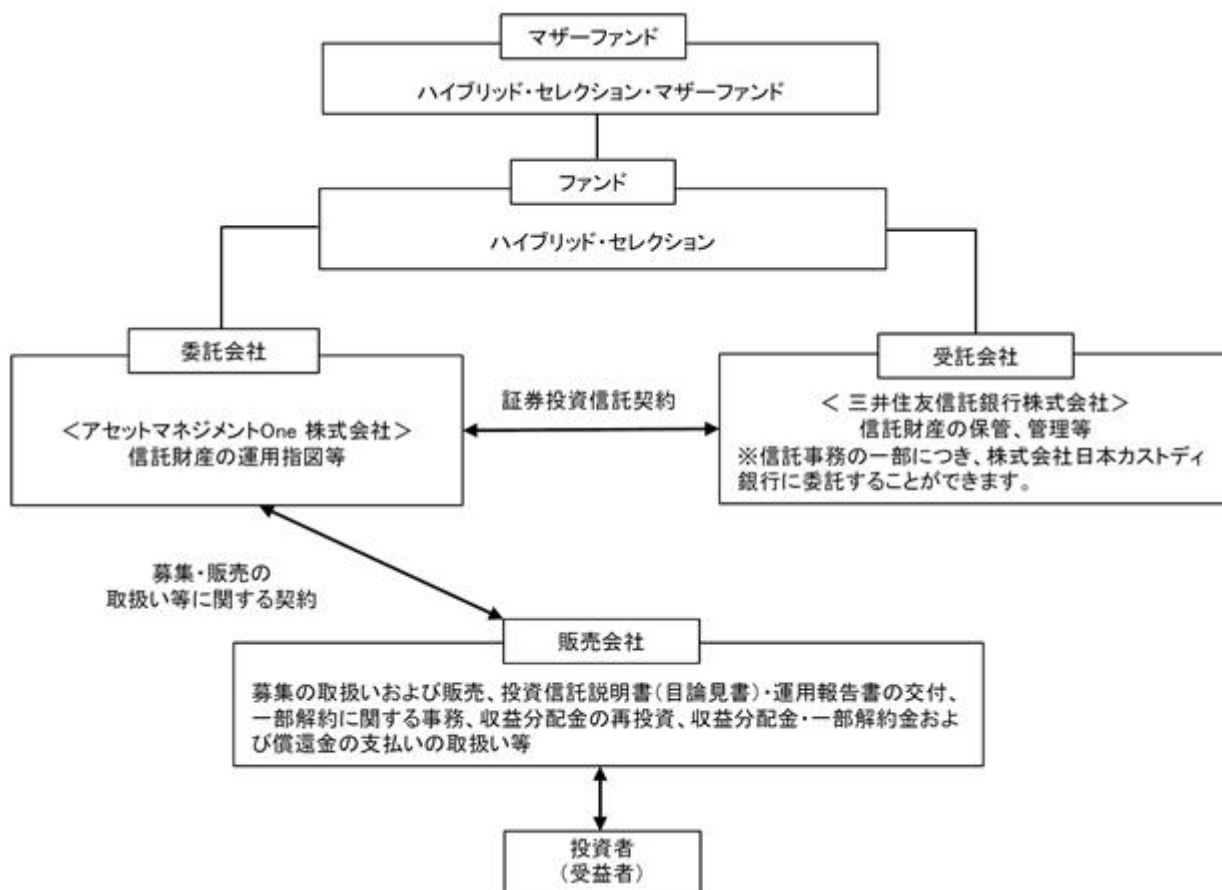 マザーファンド
ハイブリッド・セレクション・マザーファンド
ファンド
ハイブリッド・セレクション
委託会社
<アセットマネジメントOne 株式会社>
信託財産の運用指図等
証券投資信託契約
受託会社
< 三井住友信託銀行株式会社>
信託財産の保管、管理等
※信託事務の一部につき、株式会社日本カストディ
銀行に委託することができます。
募集・販売の
取扱い等に関する契約
販売会社
募集の取扱いおよび販売、投資信託説明書(目論見書)・運用報告書の交付、
一部解約に関する事務、収益分配金の再投資、収益分配金・一部解約金およ
び償還金の支払いの取扱い等
投資者
(受益者)